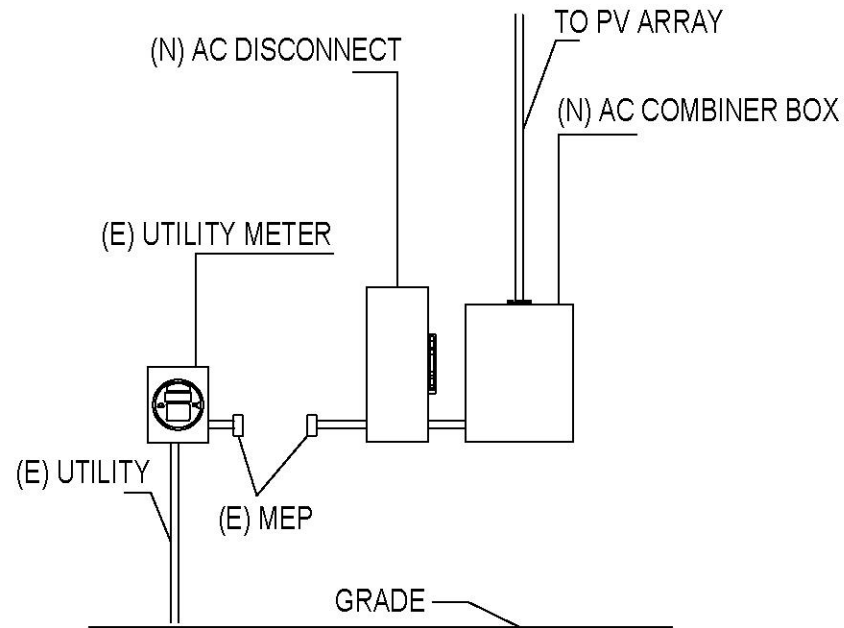 TO PV ARRAY
(N) AC DISCONNECT
(N) AC COMBINER BOX
(E) UTILITY METER
(E) UTILITY
(E) MEP
GRADE